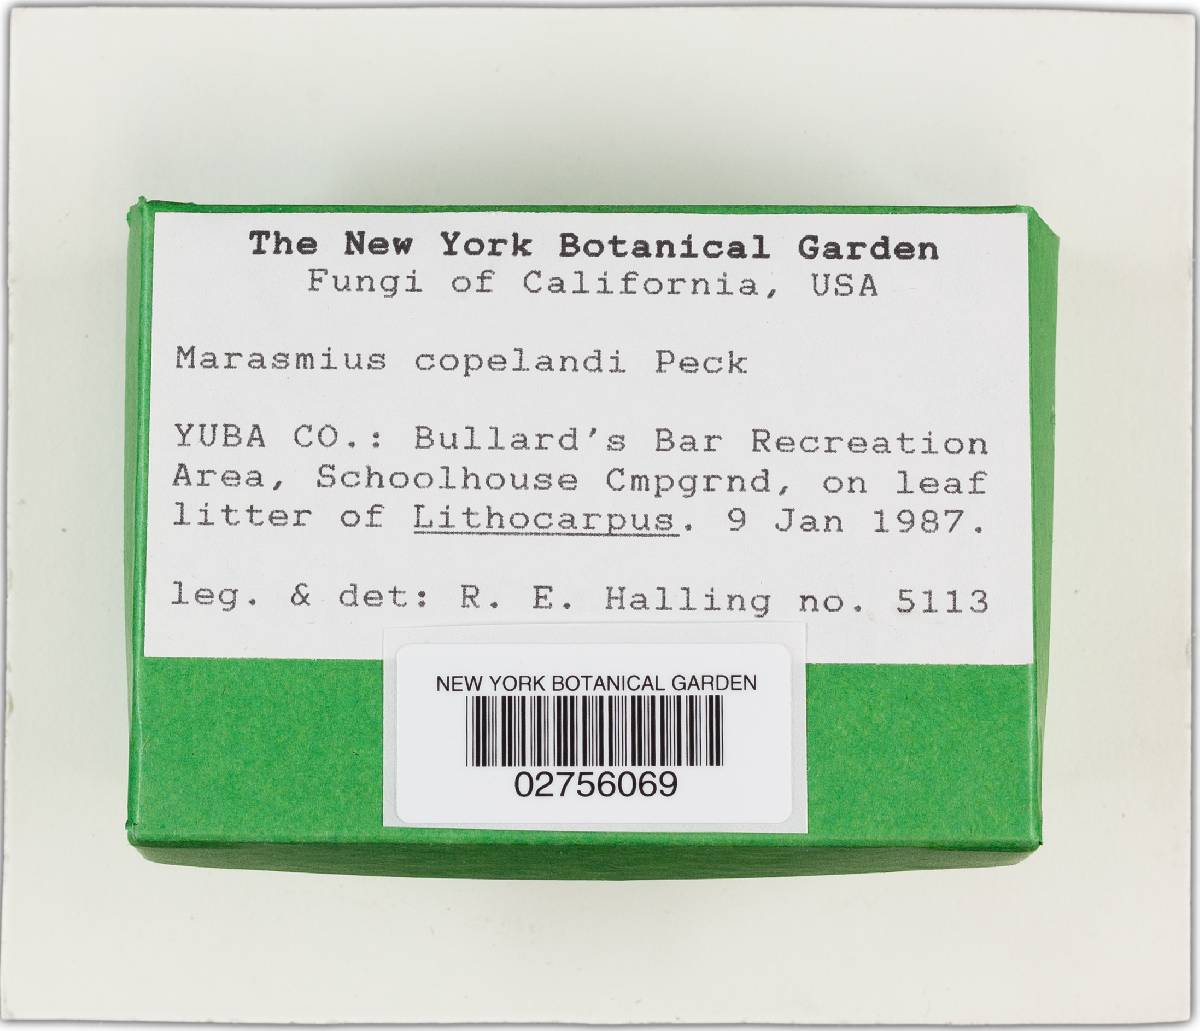 The New York Botanical Garden
Fungi of California, USA
Marasmius copelandi Peck
YUBA CO.: Bullard's Bar Recreation
Area, Schoolhouse Cmpgrnd, on leaf
litter of Lithocarpus. 9 Jan 1987.
leg. & det: R. E. Halling no. 5113
NEW YORK BOTANICAL GARDEN
02756069